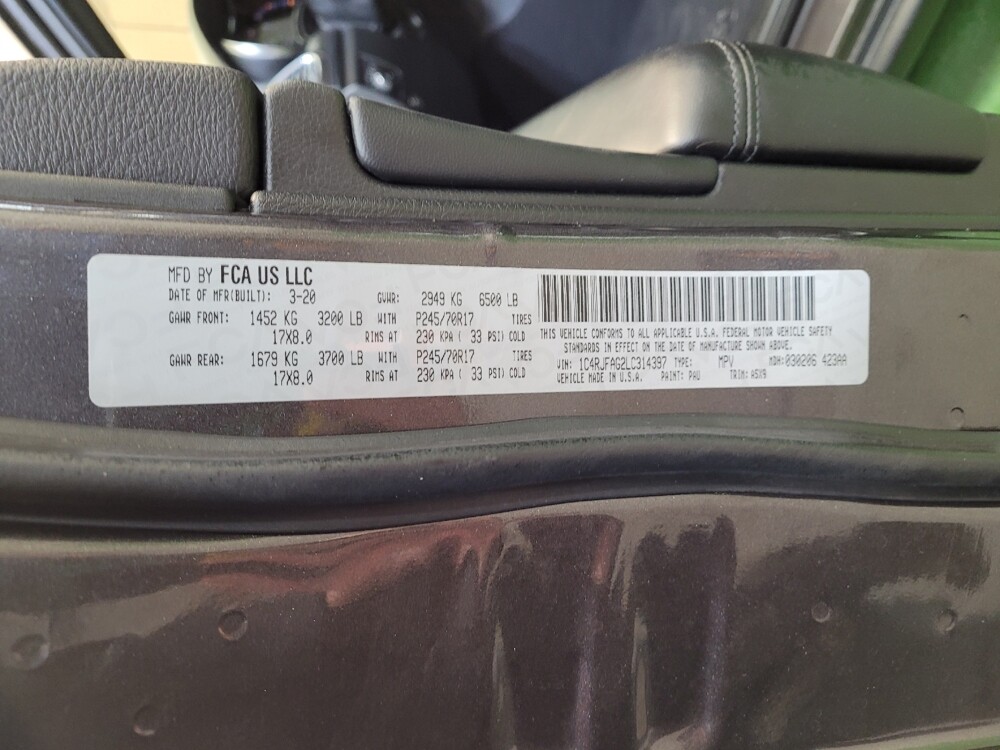 MFD BY FCA US LLC
DATE OF MFR(BUILT): 3-20 GVWR: 2949 KG 6500 LB
GAWR FRONT: 1452 KG 3200 LB WITH P245/70R17 TIRES
17X8.0 RIMS AT 230 KPA ( 33 PSI) COLD
GAWR REAR: 1679 KG 3700 LB WITH P245/70R17 TIRES
17X8.0 RIMS AT 230 KPA ( 33 PSI) COLD
THIS VEHICLE CONFORMS TO ALL APPLICABLE U.S.A. FEDERAL MOTOR VEHICLE SAFETY
STANDARDS IN EFFECT ON THE DATE OF MANUFACTURE SHOWN ABOVE.
VIN: 1C4RJFAG2LC314397 TYPE: MPV MDH: 030206 423AA
VEHICLE MADE IN U.S.A. PAINT: PAU TRIM: A5X9